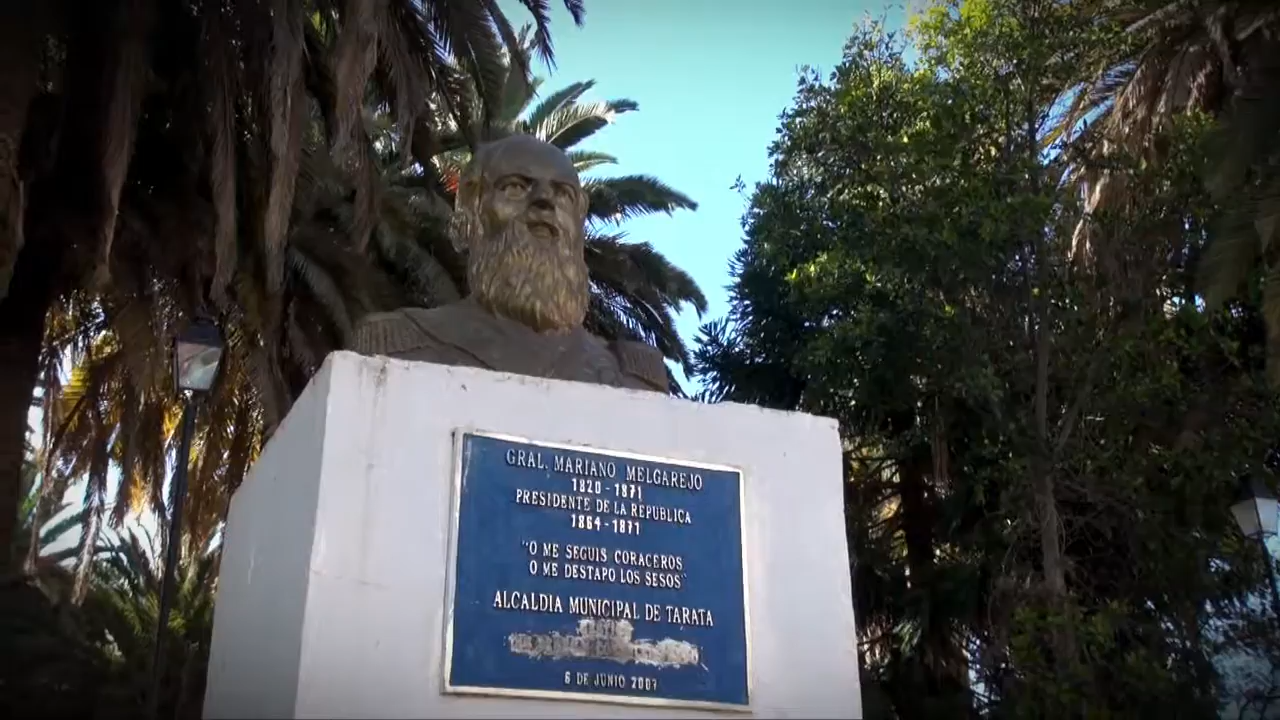 GRAL. MARIANO MELGAREJO
1820 - 1871
PRESIDENTE DE LA REPUBLICA
1864 - 1871
"O ME SEGUIS CORACEROS
O ME DESTAPO LOS SESOS"
ALCALDIA MUNICIPAL DE TARATA
6 DE JUNIO 2007